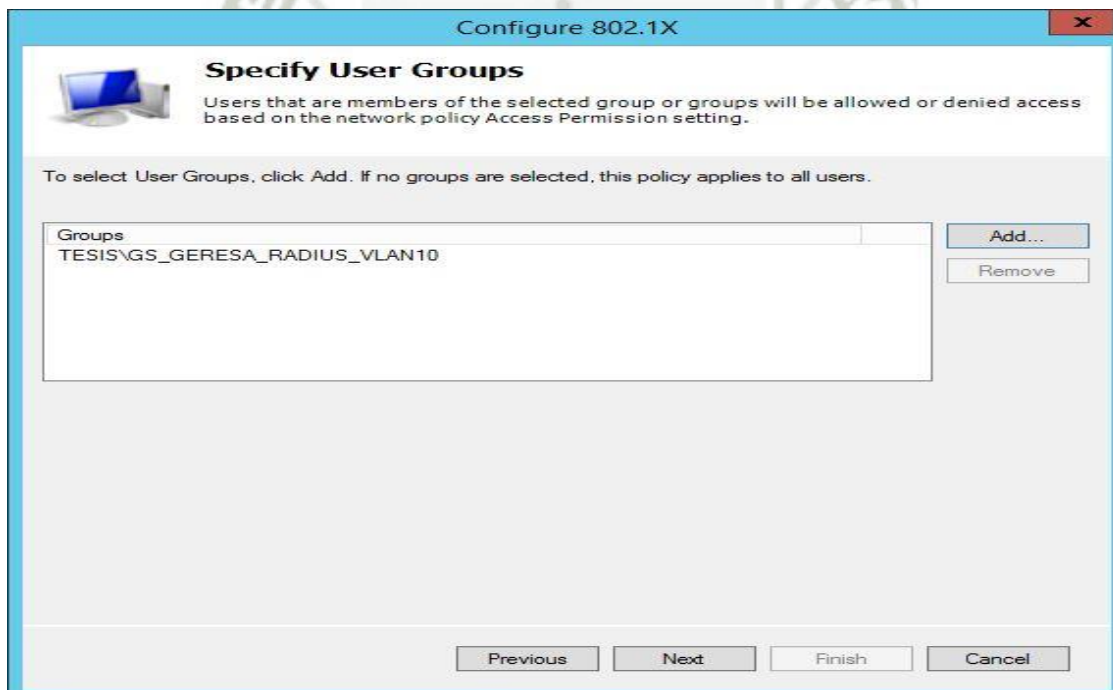 Configure 802.1X
x
Specify User Groups
Users that are members of the selected group or groups will be allowed or denied access
based on the network policy Access Permission setting.
To select User Groups, click Add. If no groups are selected, this policy applies to all users.
Groups
TESIS\GS_GERESA_RADIUS_VLAN10
Add...
Remove
Previous
Next
Finish
Cancel